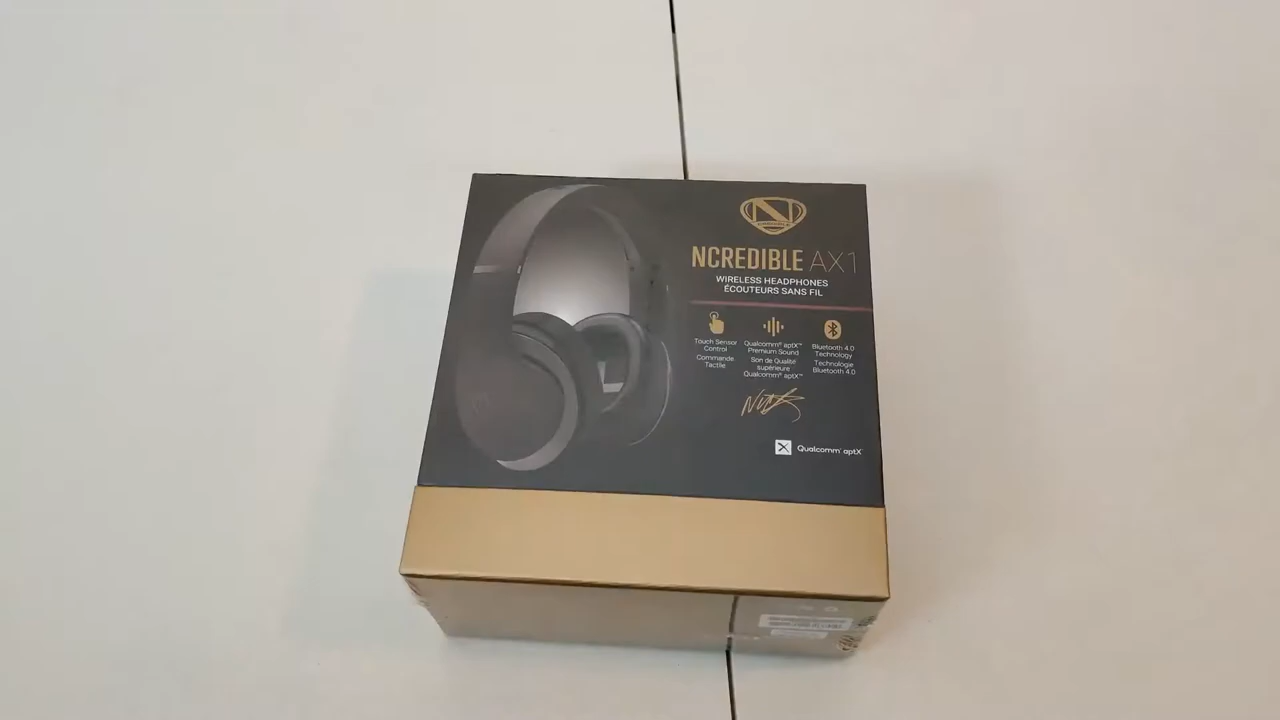 N
NCREDIBLE AX1
WIRELESS HEADPHONES
ÉCOUTEURS SANS FIL
Touch Sensor
Control
Commande
Tactile
Qualcomm® aptX™
Premium Sound
Son de Qualité
supérieure
Qualcomm® aptX™
Bluetooth 4.0
Technology
Technologie
Bluetooth 4.0
Qualcomm® aptX™